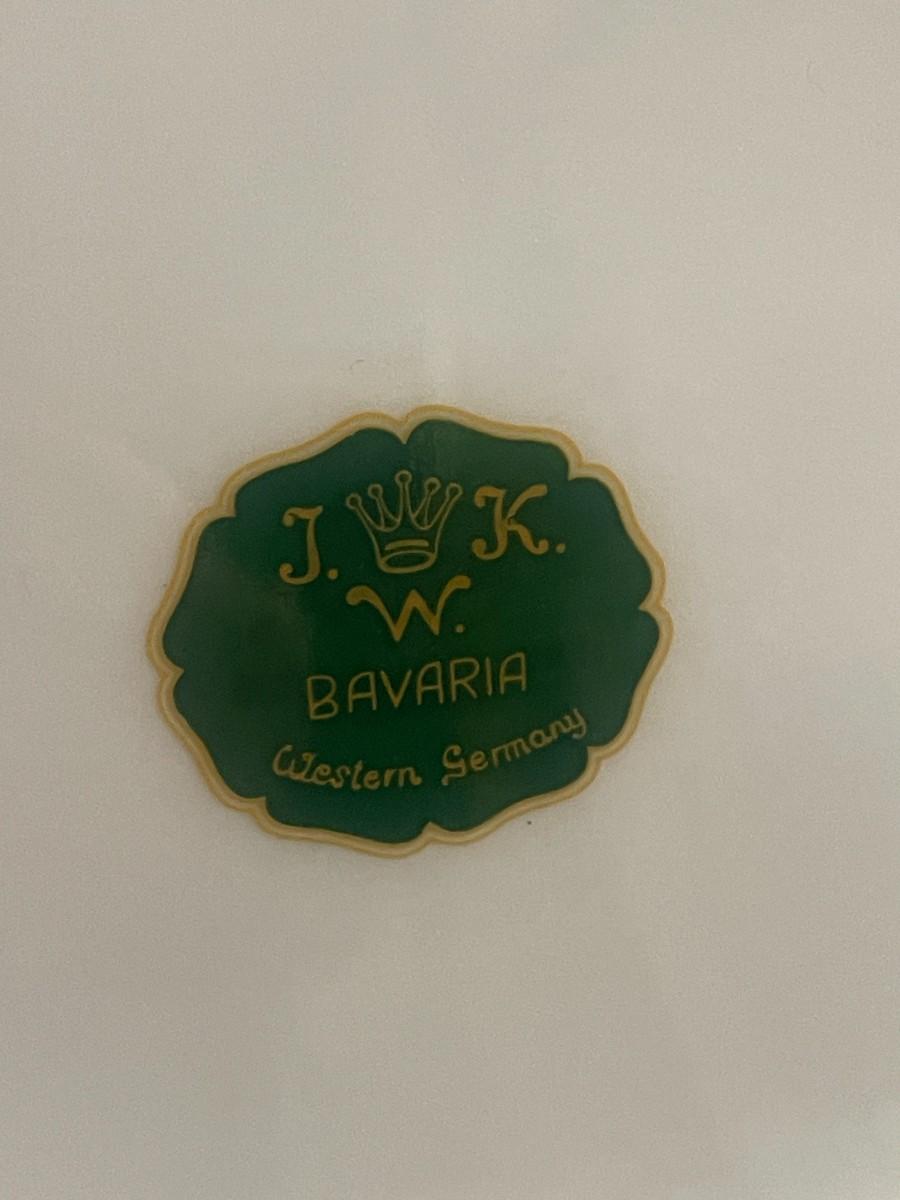 J. K.
W.
BAVARIA
Western Germany